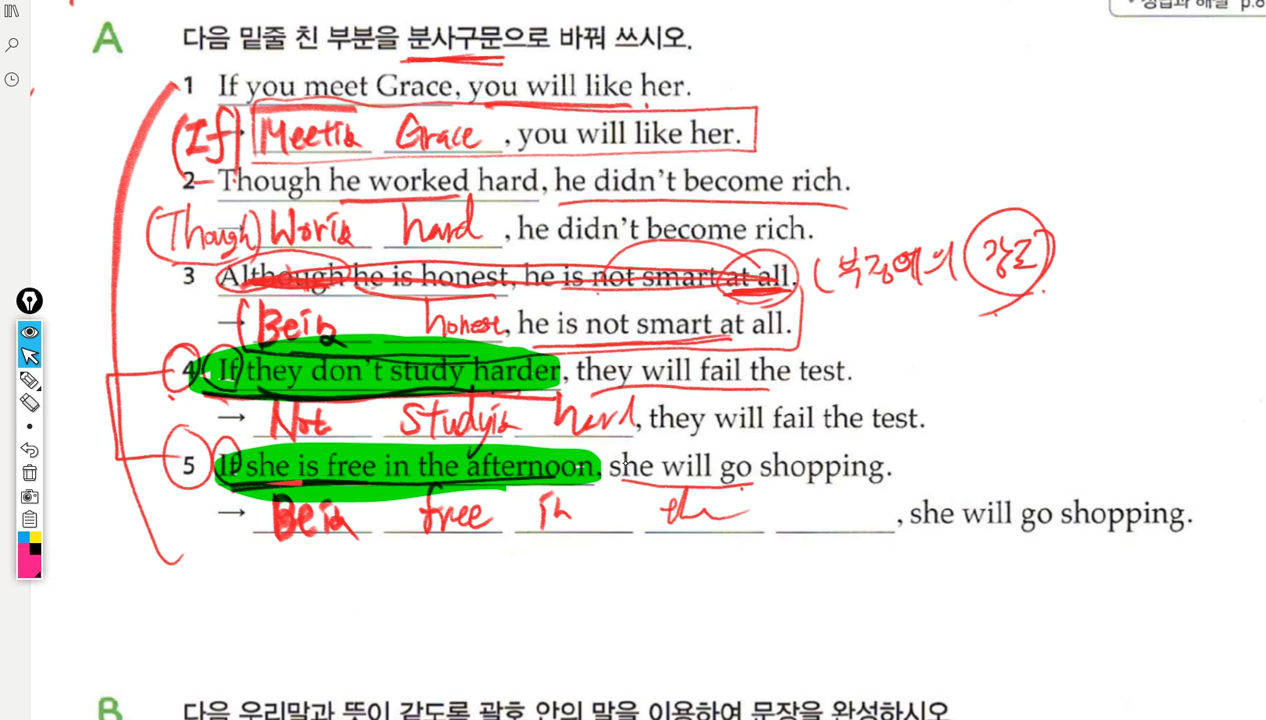 정답과 해설 p.8
A 다음 밑줄 친 부분을 분사구문으로 바꿔 쓰시오.
1 If you meet Grace, you will like her.
(If) → Meeting Grace, you will like her.
2 Though he worked hard, he didn't become rich.
(Though) → Working hard, he didn't become rich.
3 Although he is honest, he is not smart at all. (부정에의 강조)
→ Being honest, he is not smart at all.
4 If they don't study harder, they will fail the test.
→ Not Studying hard, they will fail the test.
5 If she is free in the afternoon, she will go shopping.
→ Being free in the, she will go shopping.
B 다음 우리말과 뜻이 같도록 괄호 안의 말을 이용하여 문장을 완성하시오.